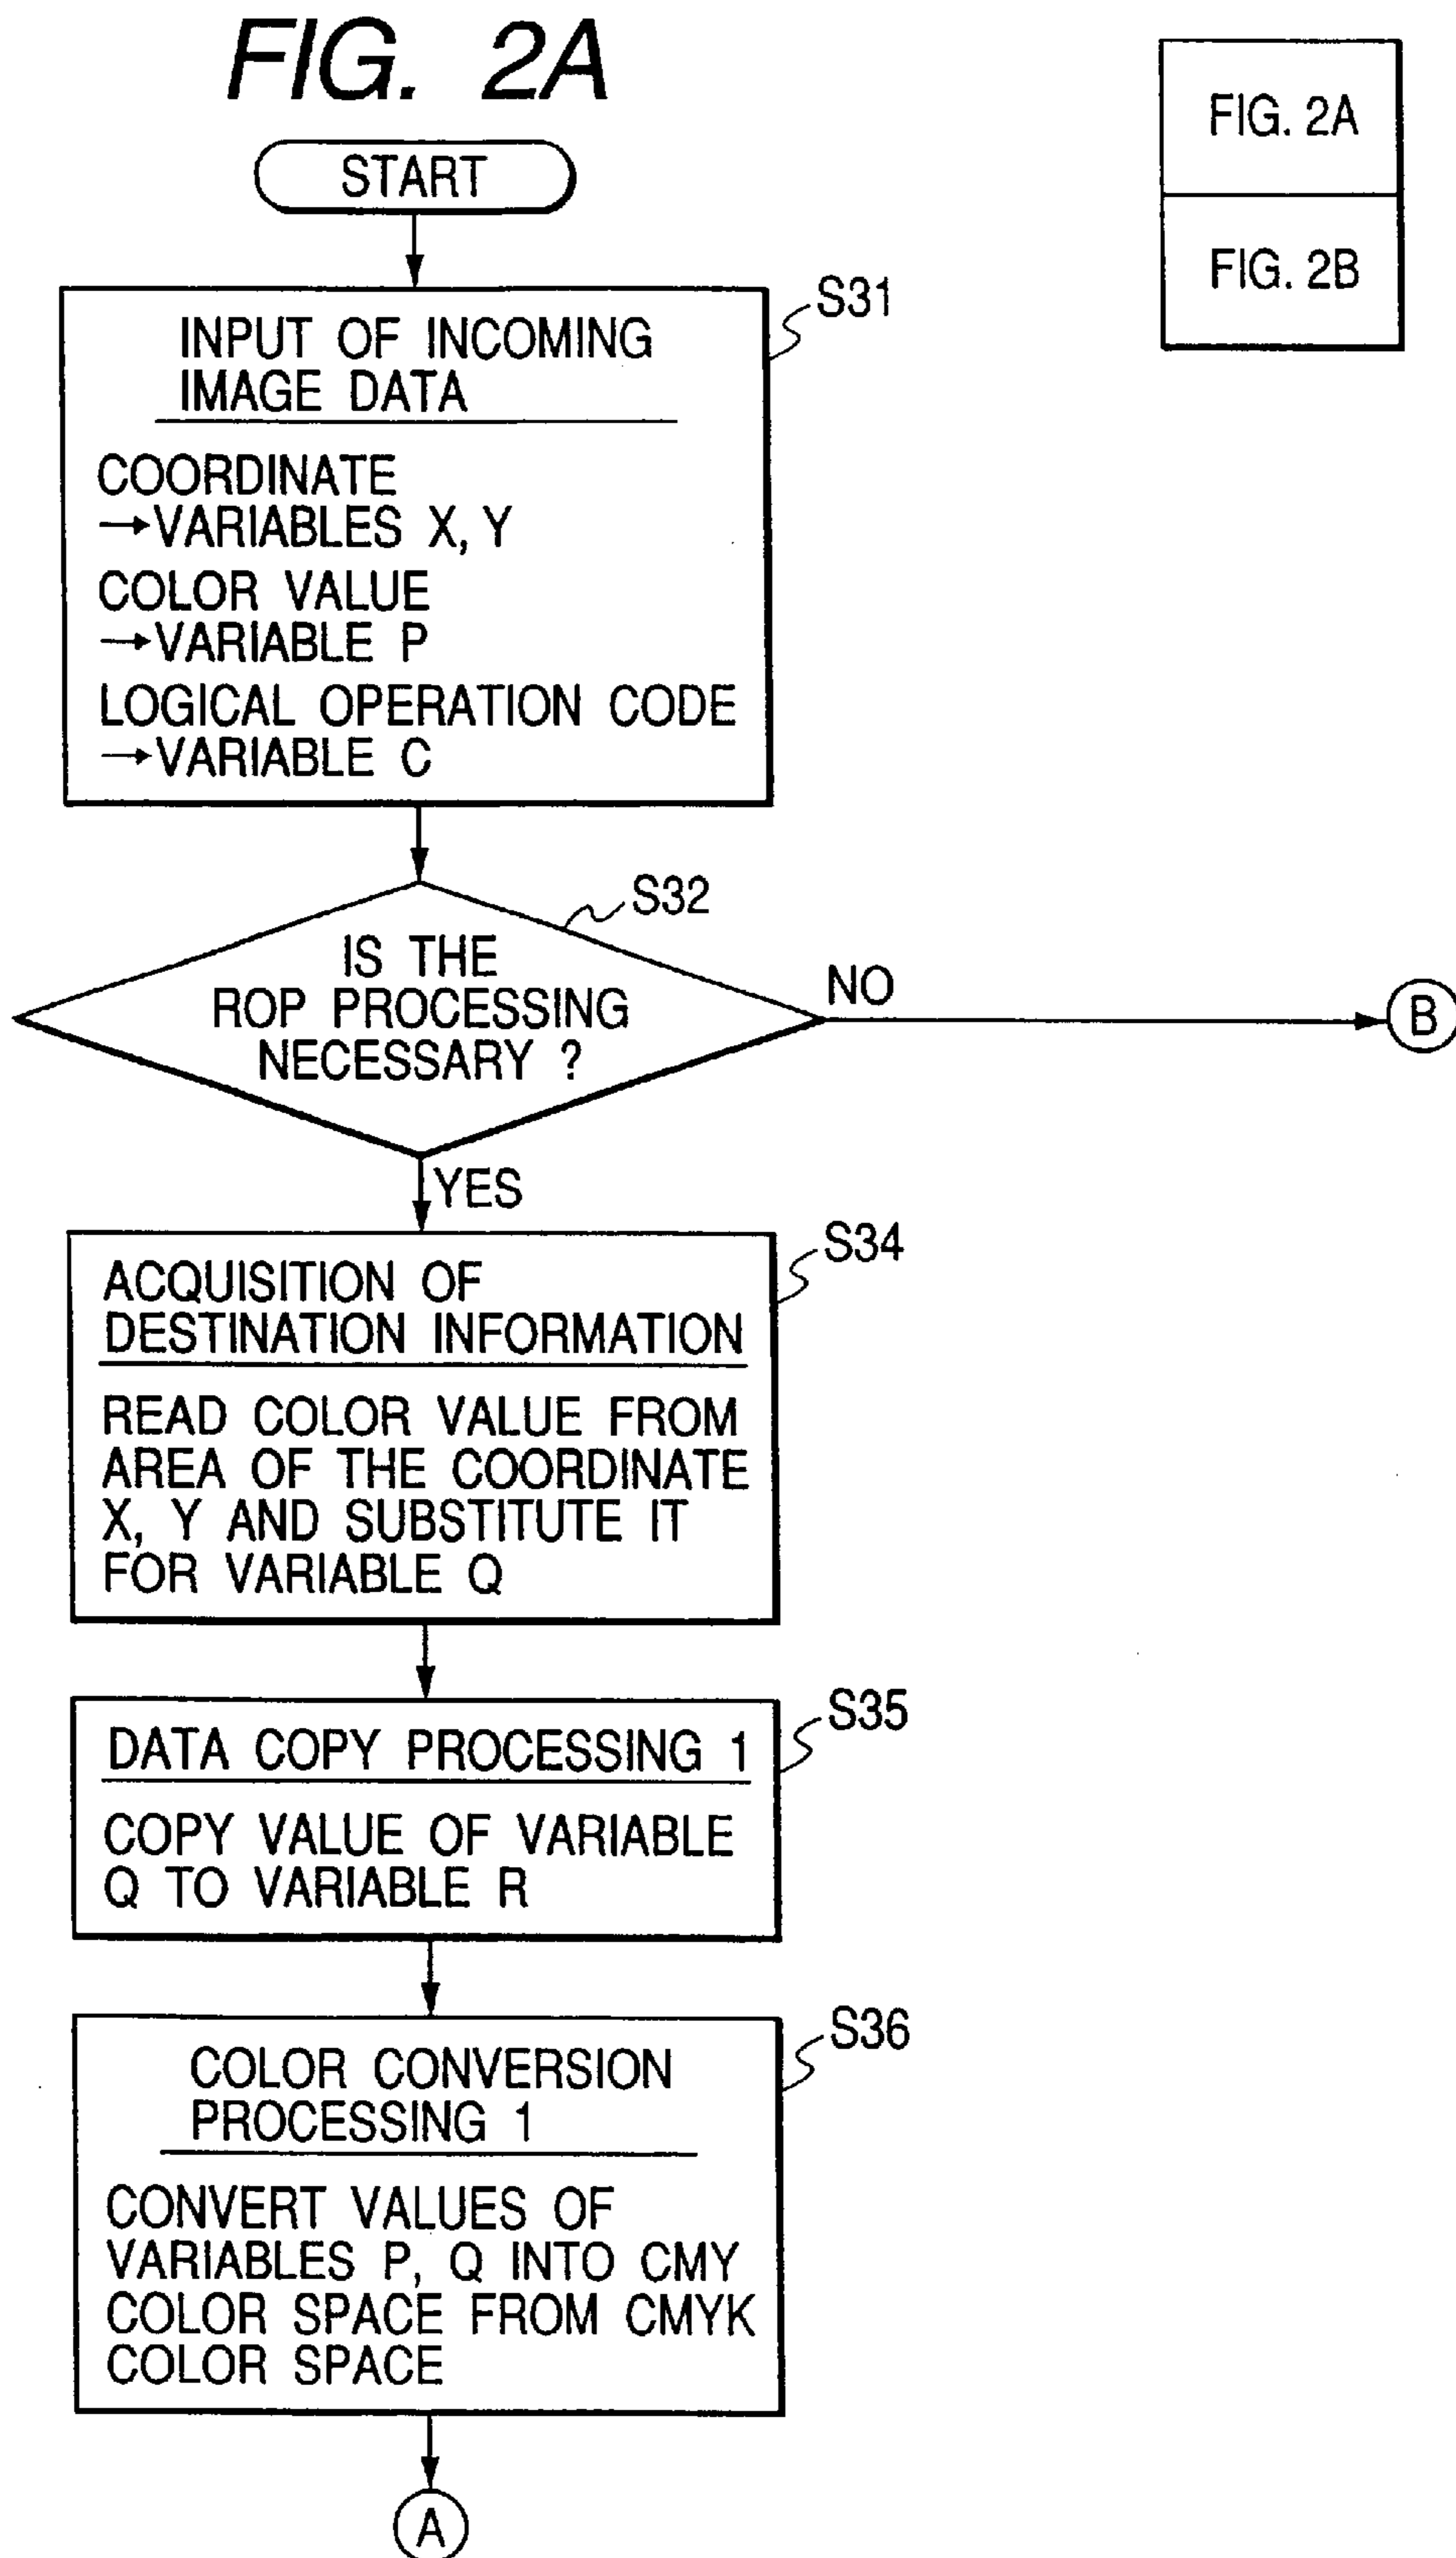 FIG. 2A
FIG. 2A
FIG. 2B
START
S31
INPUT OF INCOMING
IMAGE DATA
COORDINATE
→VARIABLES X, Y
COLOR VALUE
→VARIABLE P
LOGICAL OPERATION CODE
→VARIABLE C
S32
IS THE
ROP PROCESSING
NECESSARY ?
NO
B
YES
S34
ACQUISITION OF
DESTINATION INFORMATION
READ COLOR VALUE FROM
AREA OF THE COORDINATE
X, Y AND SUBSTITUTE IT
FOR VARIABLE Q
S35
DATA COPY PROCESSING 1
COPY VALUE OF VARIABLE
Q TO VARIABLE R
S36
COLOR CONVERSION
PROCESSING 1
CONVERT VALUES OF
VARIABLES P, Q INTO CMY
COLOR SPACE FROM CMYK
COLOR SPACE
A